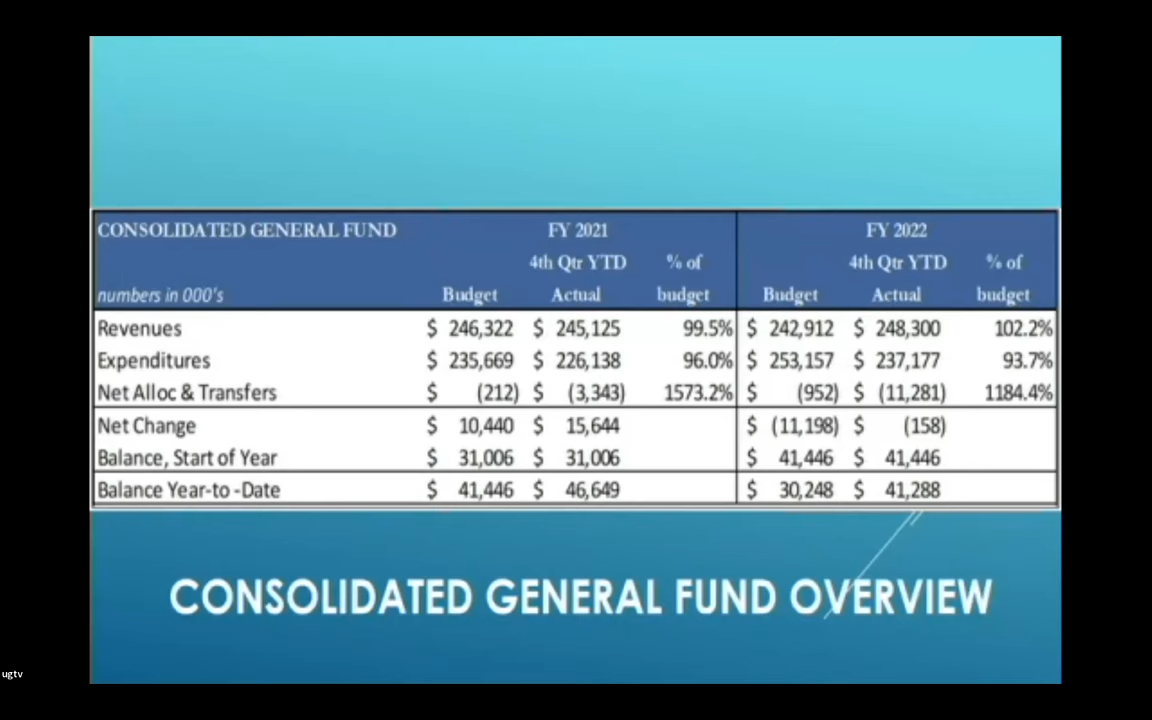 CONSOLIDATED GENERAL FUND FY 2021 FY 2022
4th Qtr YTD % of 4th Qtr YTD % of
numbers in 000's Budget Actual budget Budget Actual budget
Revenues $ 246,322 $ 245,125 99.5% $ 242,912 $ 248,300 102.2%
Expenditures $ 235,669 $ 226,138 96.0% $ 253,157 $ 237,177 93.7%
Net Alloc & Transfers $ (212) $ (3,343) 1573.2% $ (952) $ (11,281) 1184.4%
Net Change $ 10,440 $ 15,644 $ (11,198) $ (158)
Balance, Start of Year $ 31,006 $ 31,006 $ 41,446 $ 41,446
Balance Year-to -Date $ 41,446 $ 46,649 $ 30,248 $ 41,288
CONSOLIDATED GENERAL FUND OVERVIEW
ugtv